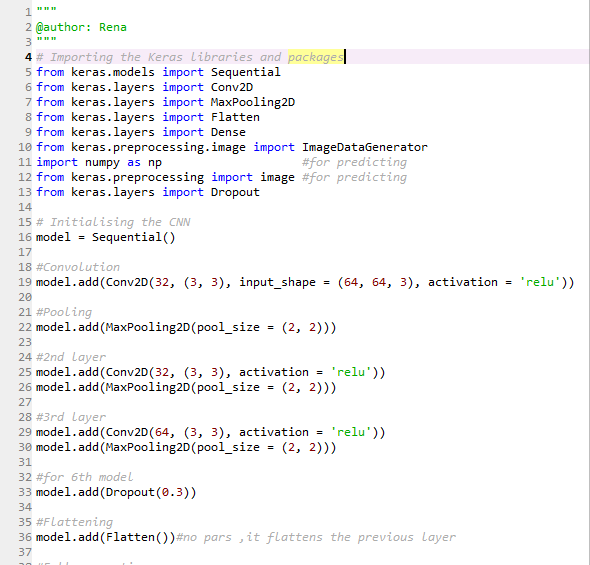 1 """
2 @author: Rena
3 """
4 # Importing the Keras libraries and packages
5 from keras.models import Sequential
6 from keras.layers import Conv2D
7 from keras.layers import MaxPooling2D
8 from keras.layers import Flatten
9 from keras.layers import Dense
10 from keras.preprocessing.image import ImageDataGenerator
11 import numpy as np                    #for predicting
12 from keras.preprocessing import image #for predicting
13 from keras.layers import Dropout
14
15 # Initialising the CNN
16 model = Sequential()
17
18 #Convolution
19 model.add(Conv2D(32, (3, 3), input_shape = (64, 64, 3), activation = 'relu'))
20
21 #Pooling
22 model.add(MaxPooling2D(pool_size = (2, 2)))
23
24 #2nd layer
25 model.add(Conv2D(32, (3, 3), activation = 'relu'))
26 model.add(MaxPooling2D(pool_size = (2, 2)))
27
28 #3rd layer
29 model.add(Conv2D(64, (3, 3), activation = 'relu'))
30 model.add(MaxPooling2D(pool_size = (2, 2)))
31
32 #for 6th model
33 model.add(Dropout(0.3))
34
35 #Flattening
36 model.add(Flatten())#no pars ,it flattens the previous layer
37